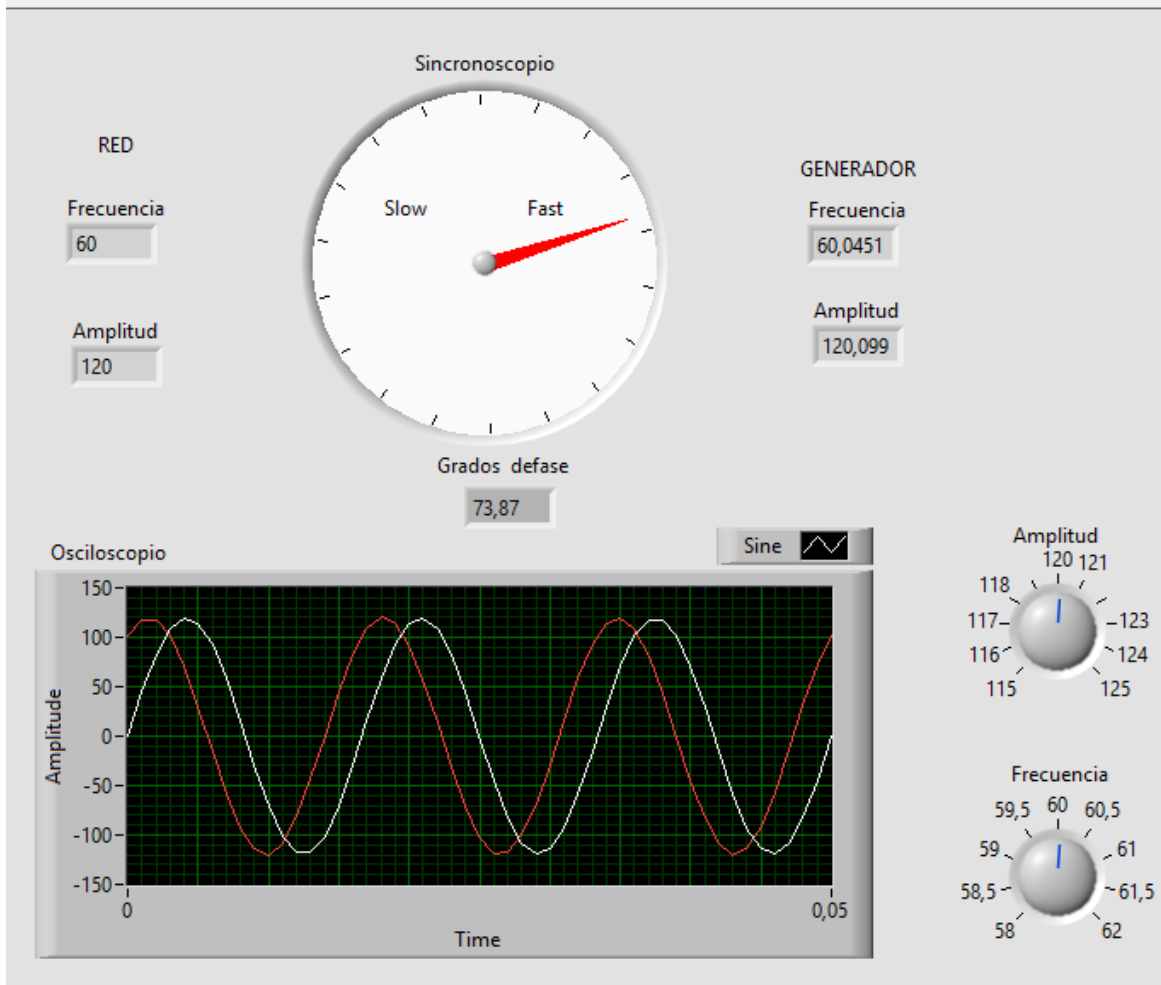 Sincronoscopio
RED
Frecuencia
60
Amplitud
120
Slow
Fast
GENERADOR
Frecuencia
60,0451
Amplitud
120,099
Grados defase
73,87
Osciloscopio
Sine
150
100
50
0
-50
-100
-150
Amplitude
0
0,05
Time
Amplitud
120
121
118
117
123
116
124
115
125
Frecuencia
60
59,5
60,5
59
61
58,5
61,5
58
62